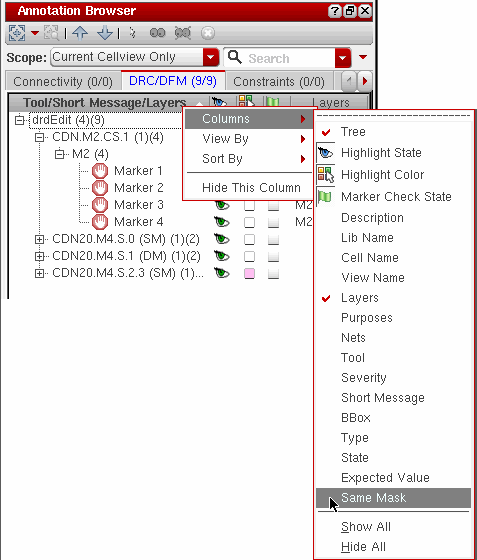 Annotation Browser
Scope: Current Cellview Only Search
Connectivity (0/0) DRC/DFM (9/9) Constraints (0/0)
Tool/Short Message/Layers Layers
drdEdit (4)(9)
CDN.M2.CS.1 (1)(4)
M2 (4)
Marker 1
Marker 2
Marker 3 M2
Marker 4 M2
CDN20.M4.S.0 (SM) (1)(2)
CDN20.M4.S.1 (DM) (1)(2)
CDN20.M4.S.2.3 (SM) (1)...
Columns
View By
Sort By
Hide This Column
Tree
Highlight State
Highlight Color
Marker Check State
Description
Lib Name
Cell Name
View Name
Layers
Purposes
Nets
Tool
Severity
Short Message
BBox
Type
State
Expected Value
Same Mask
Show All
Hide All